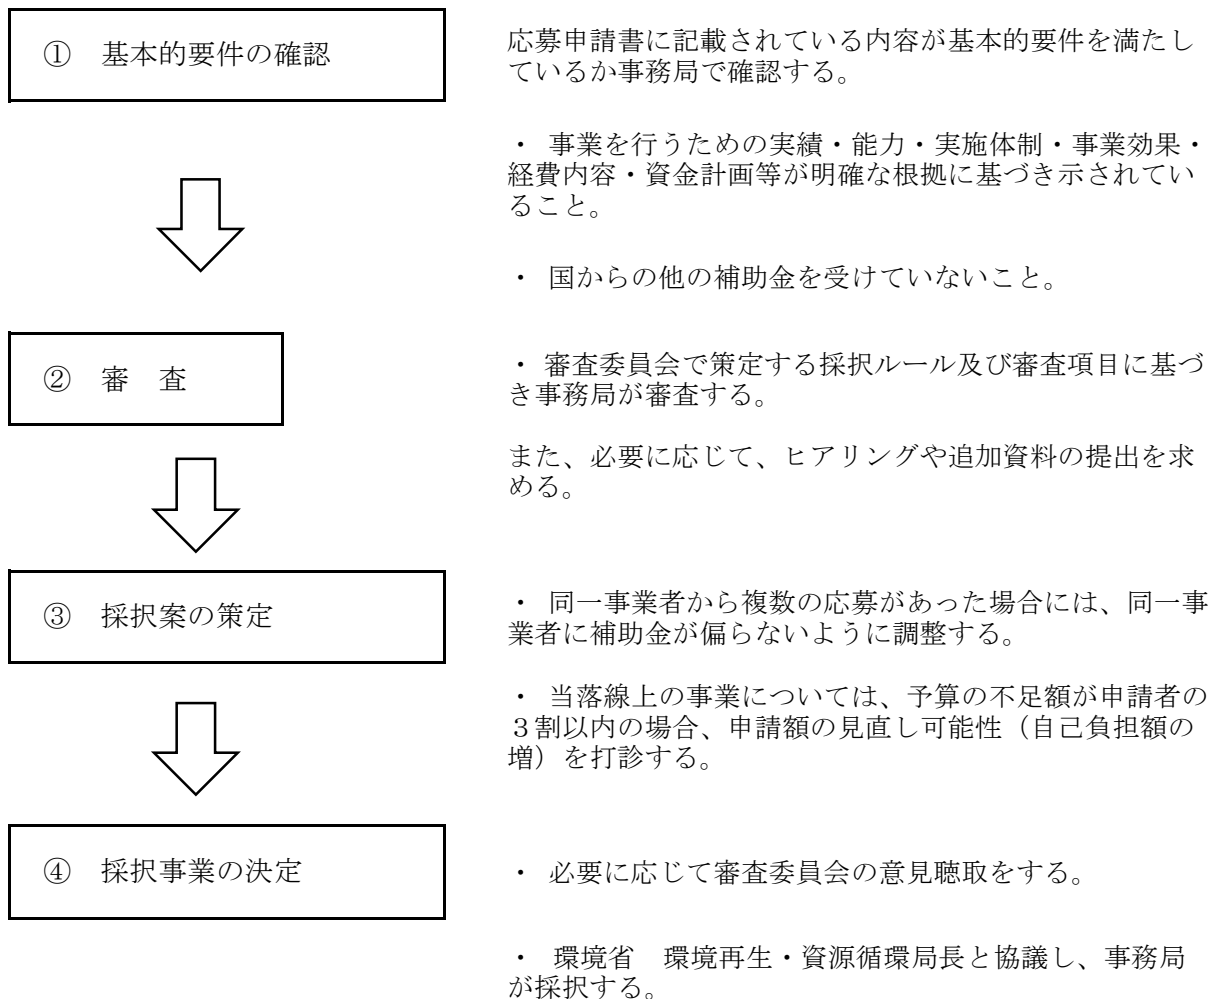 ① 基本的要件の確認
応募申請書に記載されている内容が基本的要件を満たし
ているか事務局で確認する。
・ 事業を行うための実績・能力・実施体制・事業効果・
経費内容・資金計画等が明確な根拠に基づき示されてい
ること。
・ 国からの他の補助金を受けていないこと。
② 審 査
・ 審査委員会で策定する採択ルール及び審査項目に基づ
き事務局が審査する。
また、必要に応じて、ヒアリングや追加資料の提出を求
める。
③ 採択案の策定
・ 同一事業者から複数の応募があった場合には、同一事
業者に補助金が偏らないように調整する。
・ 当落線上の事業については、予算の不足額が申請者の
3割以内の場合、申請額の見直し可能性（自己負担額の
増）を打診する。
④ 採択事業の決定
・ 必要に応じて審査委員会の意見聴取をする。
・ 環境省 環境再生・資源循環局長と協議し、事務局
が採択する。